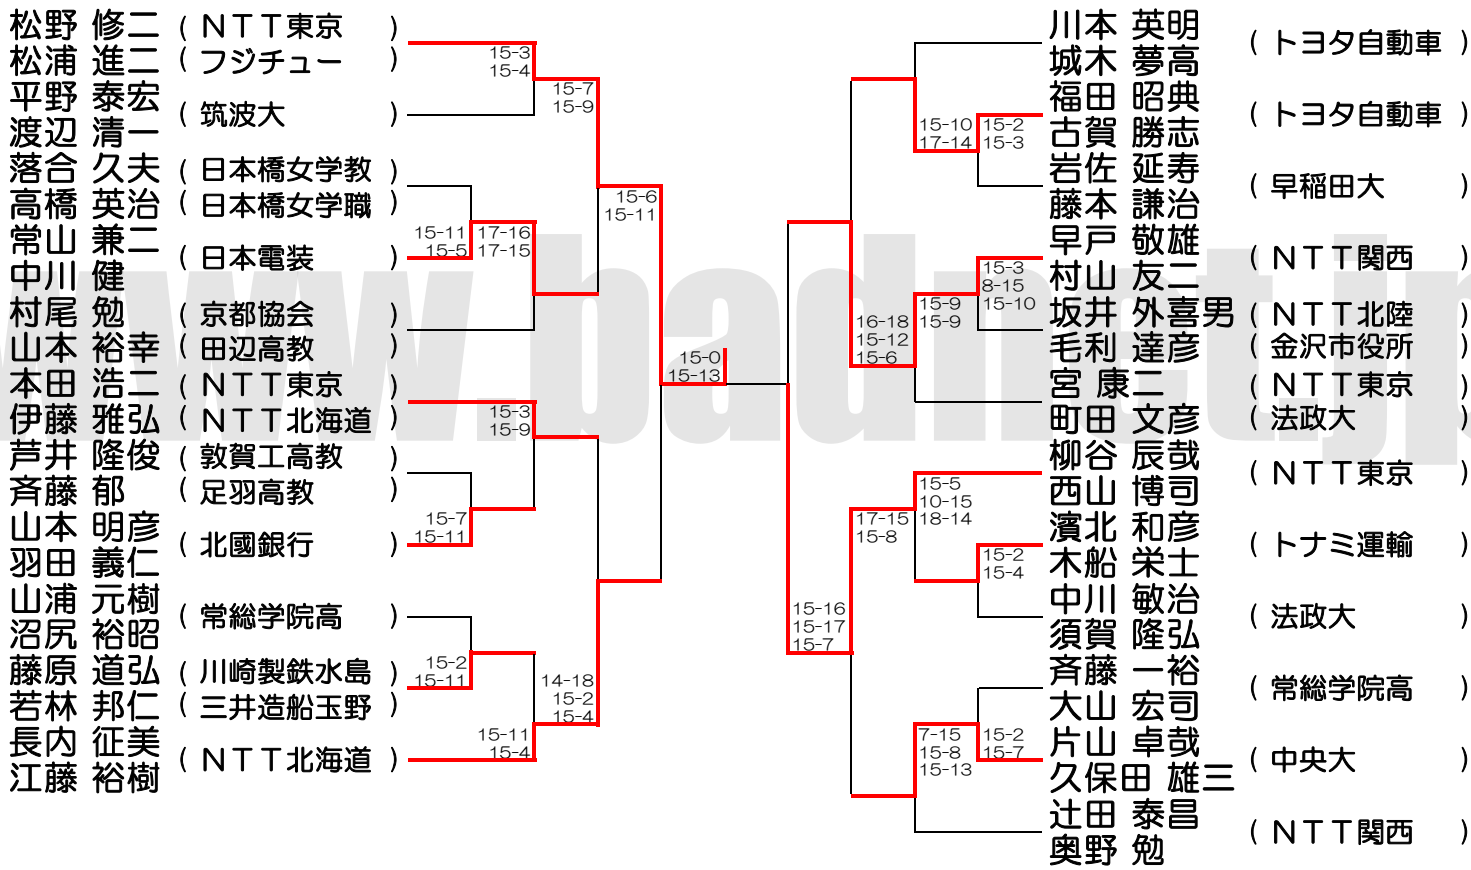 松野 修二 ( ＮＴＴ東京 )
松浦 進二 ( フジチュー )
平野 泰宏
渡辺 清一
( 筑波大 )
落合 久夫 ( 日本橋女学教 )
高橋 英治 ( 日本橋女学職 )
常山 兼二
中川 健
( 日本電装 )
村尾 勉 ( 京都協会 )
山本 裕幸 ( 田辺高教 )
本田 浩二 ( ＮＴＴ東京 )
伊藤 雅弘 ( ＮＴＴ北海道 )
芦井 隆俊 ( 敦賀工高教 )
斉藤 郁 ( 足羽高教 )
山本 明彦
羽田 義仁
( 北國銀行 )
山浦 元樹
沼尻 裕昭
( 常総学院高 )
藤原 道弘 ( 川崎製鉄水島 )
若林 邦仁 ( 三井造船玉野 )
長内 征美
江藤 裕樹
( ＮＴＴ北海道 )
15-3
15-4
15-7
15-9
15-11
15-5
17-16
17-15
15-6
15-11
15-3
15-9
15-7
15-11
15-2
15-11
14-18
15-2
15-4
15-11
15-4
15-0
15-13
15-10
17-14
15-2
15-3
15-3
8-15
15-10
15-9
15-9
16-18
15-12
15-6
15-5
10-15
18-14
17-15
15-8
15-2
15-4
15-16
15-17
15-7
7-15
15-8
15-13
15-2
15-7
川本 英明
城木 夢高
( トヨタ自動車 )
福田 昭典
古賀 勝志
( トヨタ自動車 )
岩佐 延寿
藤本 謙治
( 早稲田大 )
早戸 敬雄
村山 友二
( ＮＴＴ関西 )
坂井 外喜男 ( ＮＴＴ北陸 )
毛利 達彦 ( 金沢市役所 )
宮 康二 ( ＮＴＴ東京 )
町田 文彦 ( 法政大 )
柳谷 辰哉
西山 博司
( ＮＴＴ東京 )
濱北 和彦
木船 栄士
( トナミ運輸 )
中川 敏治
須賀 隆弘
( 法政大 )
斉藤 一裕
大山 宏司
( 常総学院高 )
片山 卓哉
久保田 雄三
( 中央大 )
辻田 泰昌
奥野 勉
( ＮＴＴ関西 )
www.badnet.jp